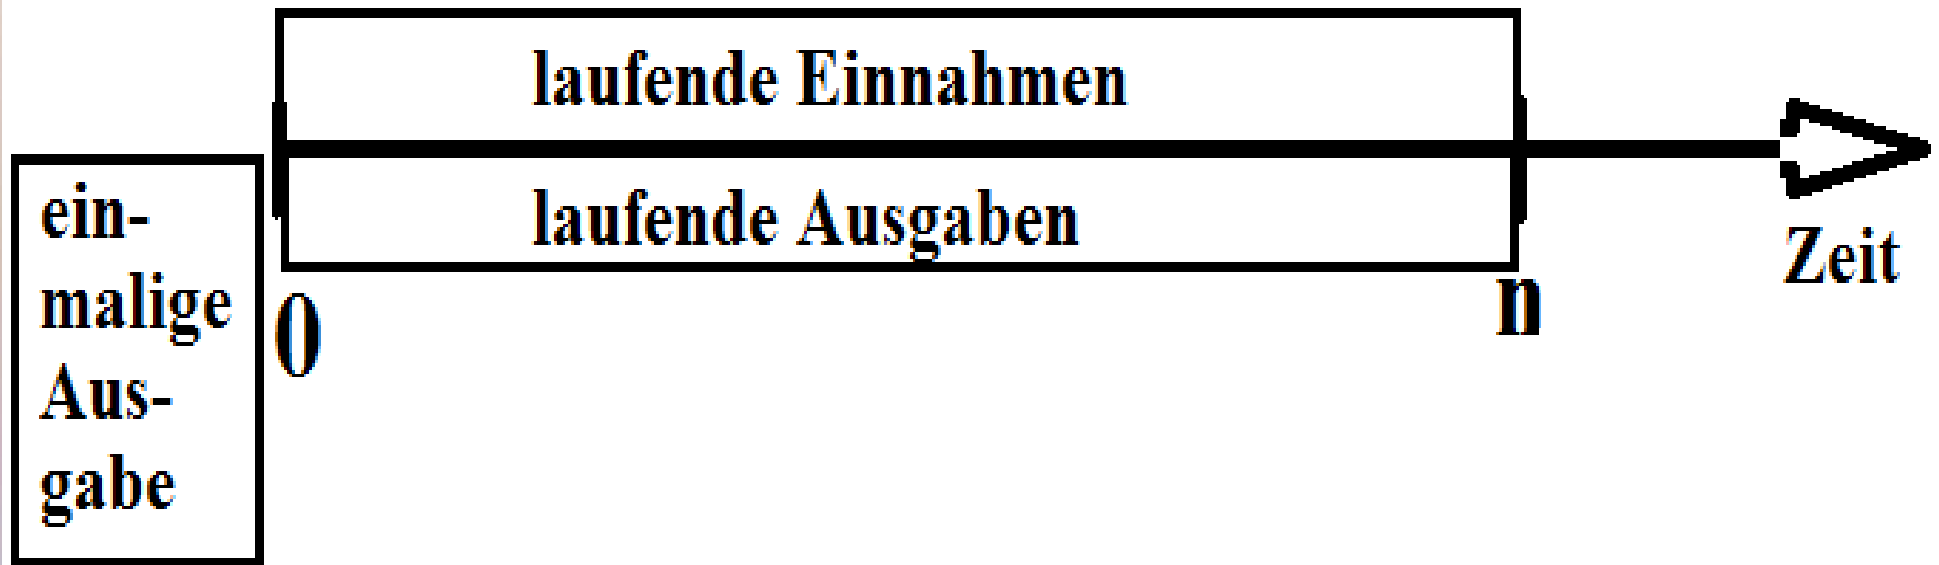 laufende Einnahmen
laufende Ausgaben
ein-
malige
Aus-
gabe
0
n
Zeit